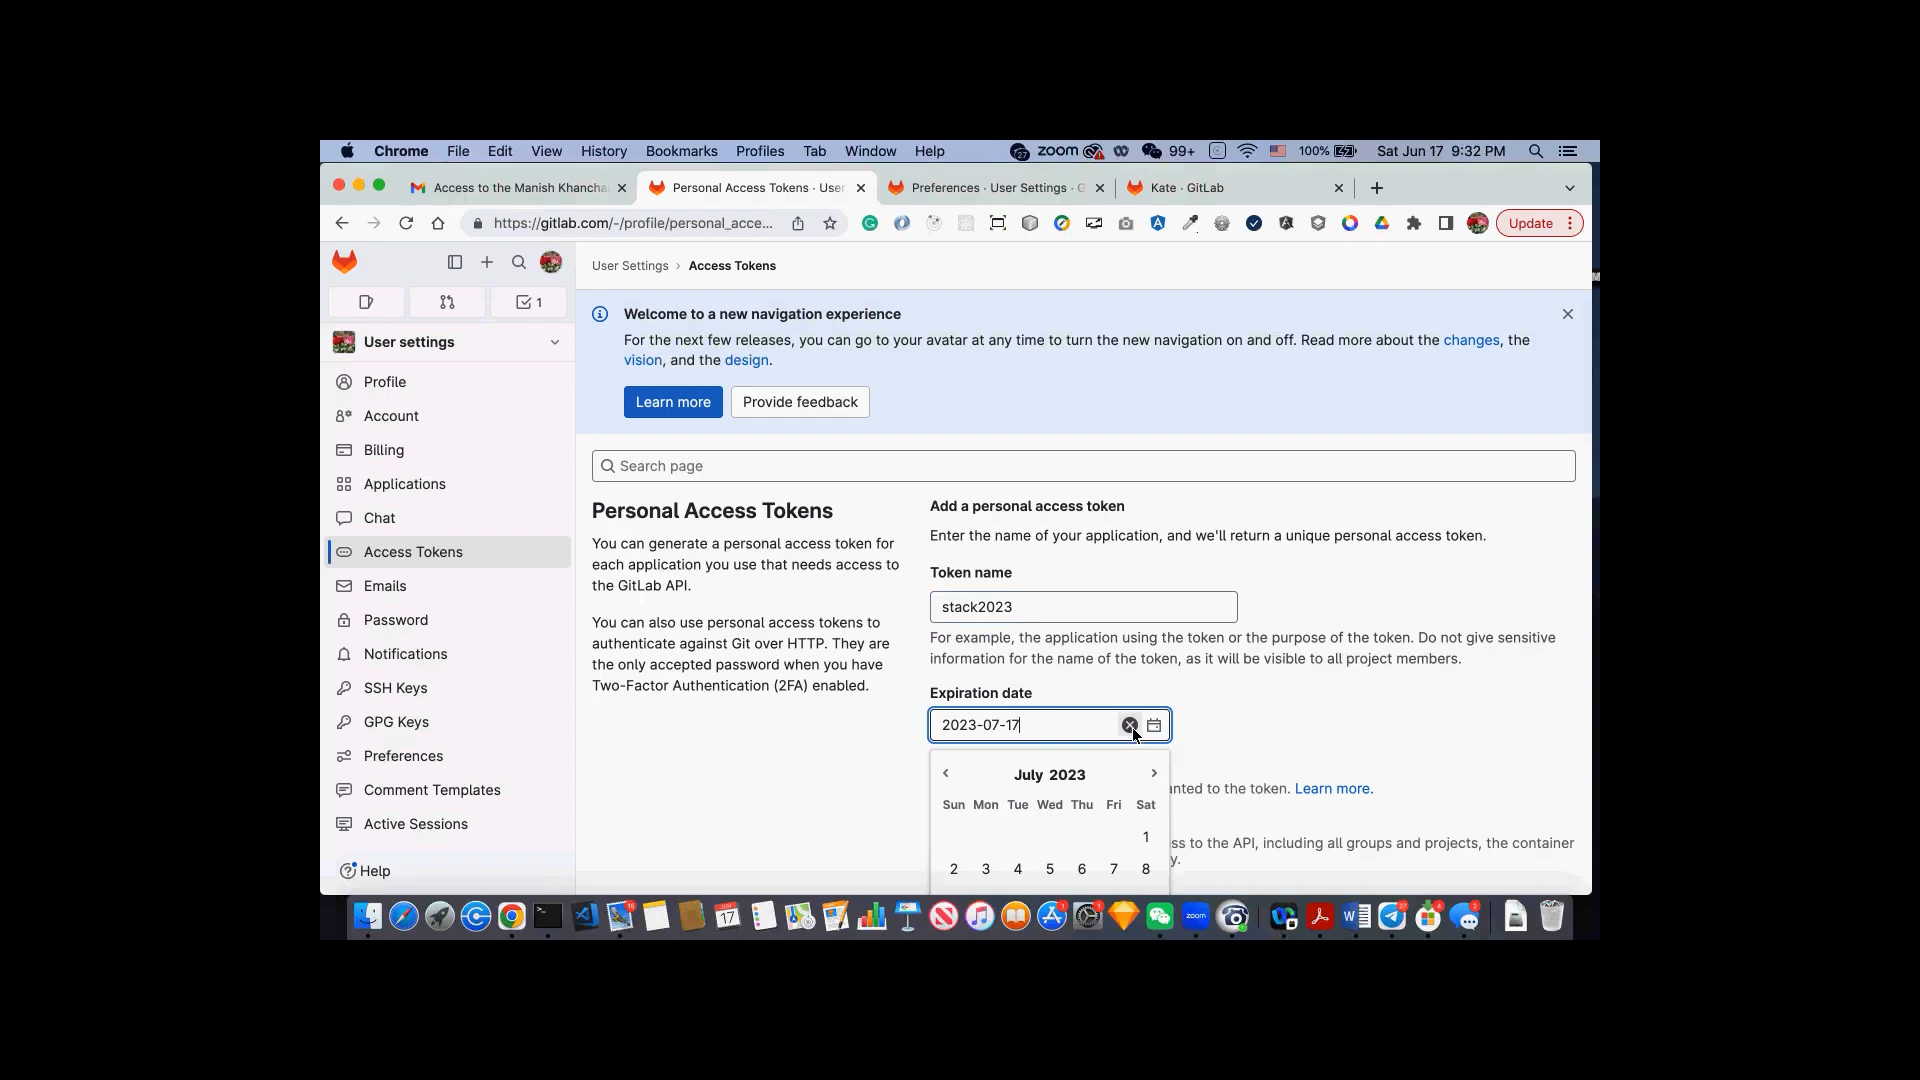 Chrome File Edit View History Bookmarks Profiles Tab Window Help 27 zoom 99+ 100% Sat Jun 17 9:32 PM
Access to the Manish Khancha Personal Access Tokens · User Preferences · User Settings · G Kate · GitLab
https://gitlab.com/-/profile/personal_acce... Update
User Settings › Access Tokens
1
Welcome to a new navigation experience
For the next few releases, you can go to your avatar at any time to turn the new navigation on and off. Read more about the changes, the
vision, and the design.
Learn more Provide feedback
User settings
Profile
Account
Billing
Applications
Chat
Access Tokens
Emails
Password
Notifications
SSH Keys
GPG Keys
Preferences
Comment Templates
Active Sessions
Help
Search page
Personal Access Tokens
You can generate a personal access token for
each application you use that needs access to
the GitLab API.
You can also use personal access tokens to
authenticate against Git over HTTP. They are
the only accepted password when you have
Two-Factor Authentication (2FA) enabled.
Add a personal access token
Enter the name of your application, and we'll return a unique personal access token.
Token name
stack2023
For example, the application using the token or the purpose of the token. Do not give sensitive
information for the name of the token, as it will be visible to all project members.
Expiration date
2023-07-17
July 2023
Sun Mon Tue Wed Thu Fri Sat
1
2 3 4 5 6 7 8
anted to the token. Learn more.
ss to the API, including all groups and projects, the container
y.
17
zoom